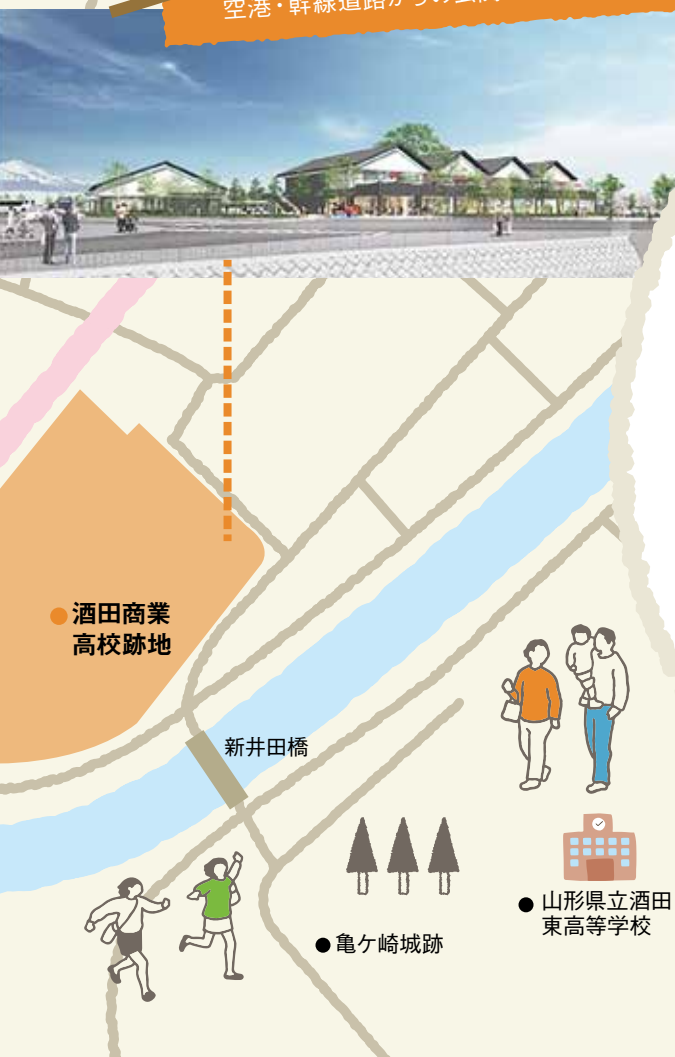 空港・幹線道路からの
酒田商業
高校跡地
新井田橋
亀ケ崎城跡
山形県立酒田
東高等学校